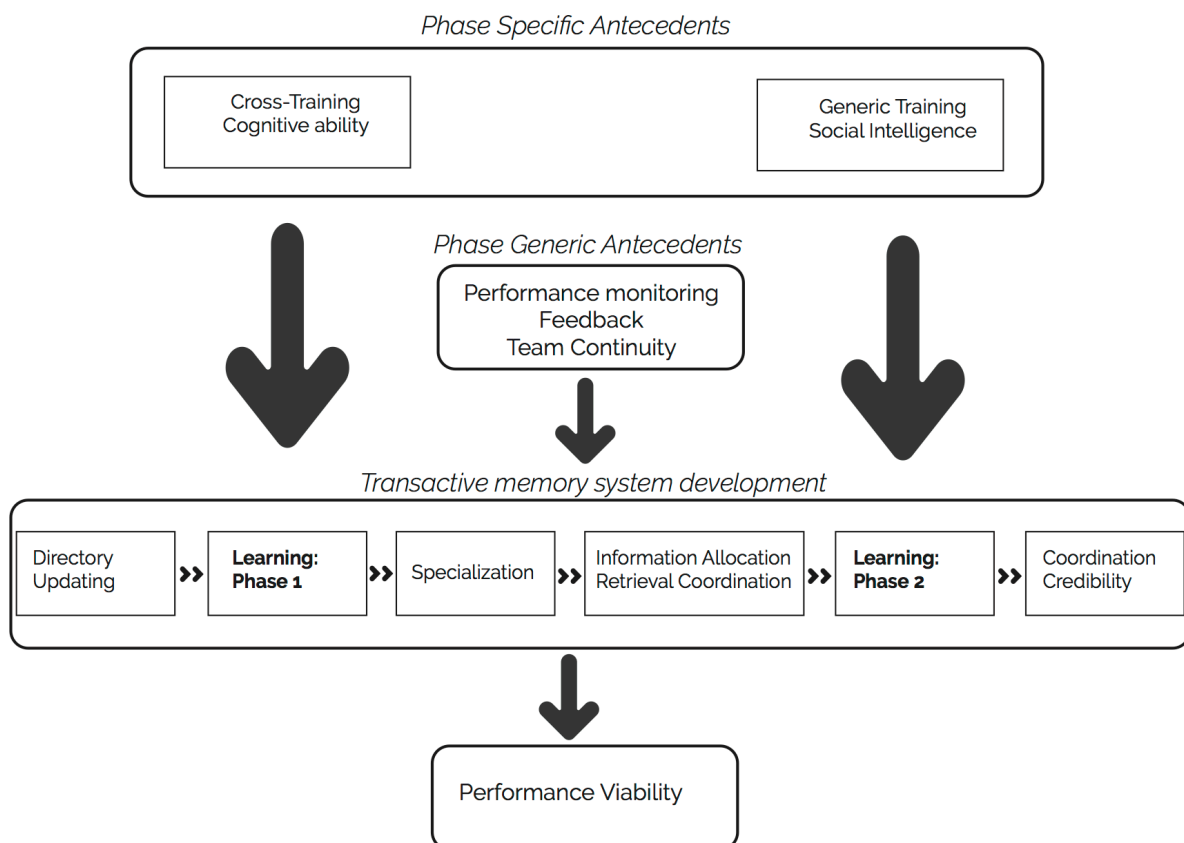 Phase Specific Antecedents
Cross-Training
Cognitive ability
Generic Training
Social Intelligence
Phase Generic Antecedents
Performance monitoring
Feedback
Team Continuity
Transactive memory system development
Directory
Updating
Learning:
Phase 1
Specialization
Information Allocation
Retrieval Coordination
Learning:
Phase 2
Coordination
Credibility
Performance Viability